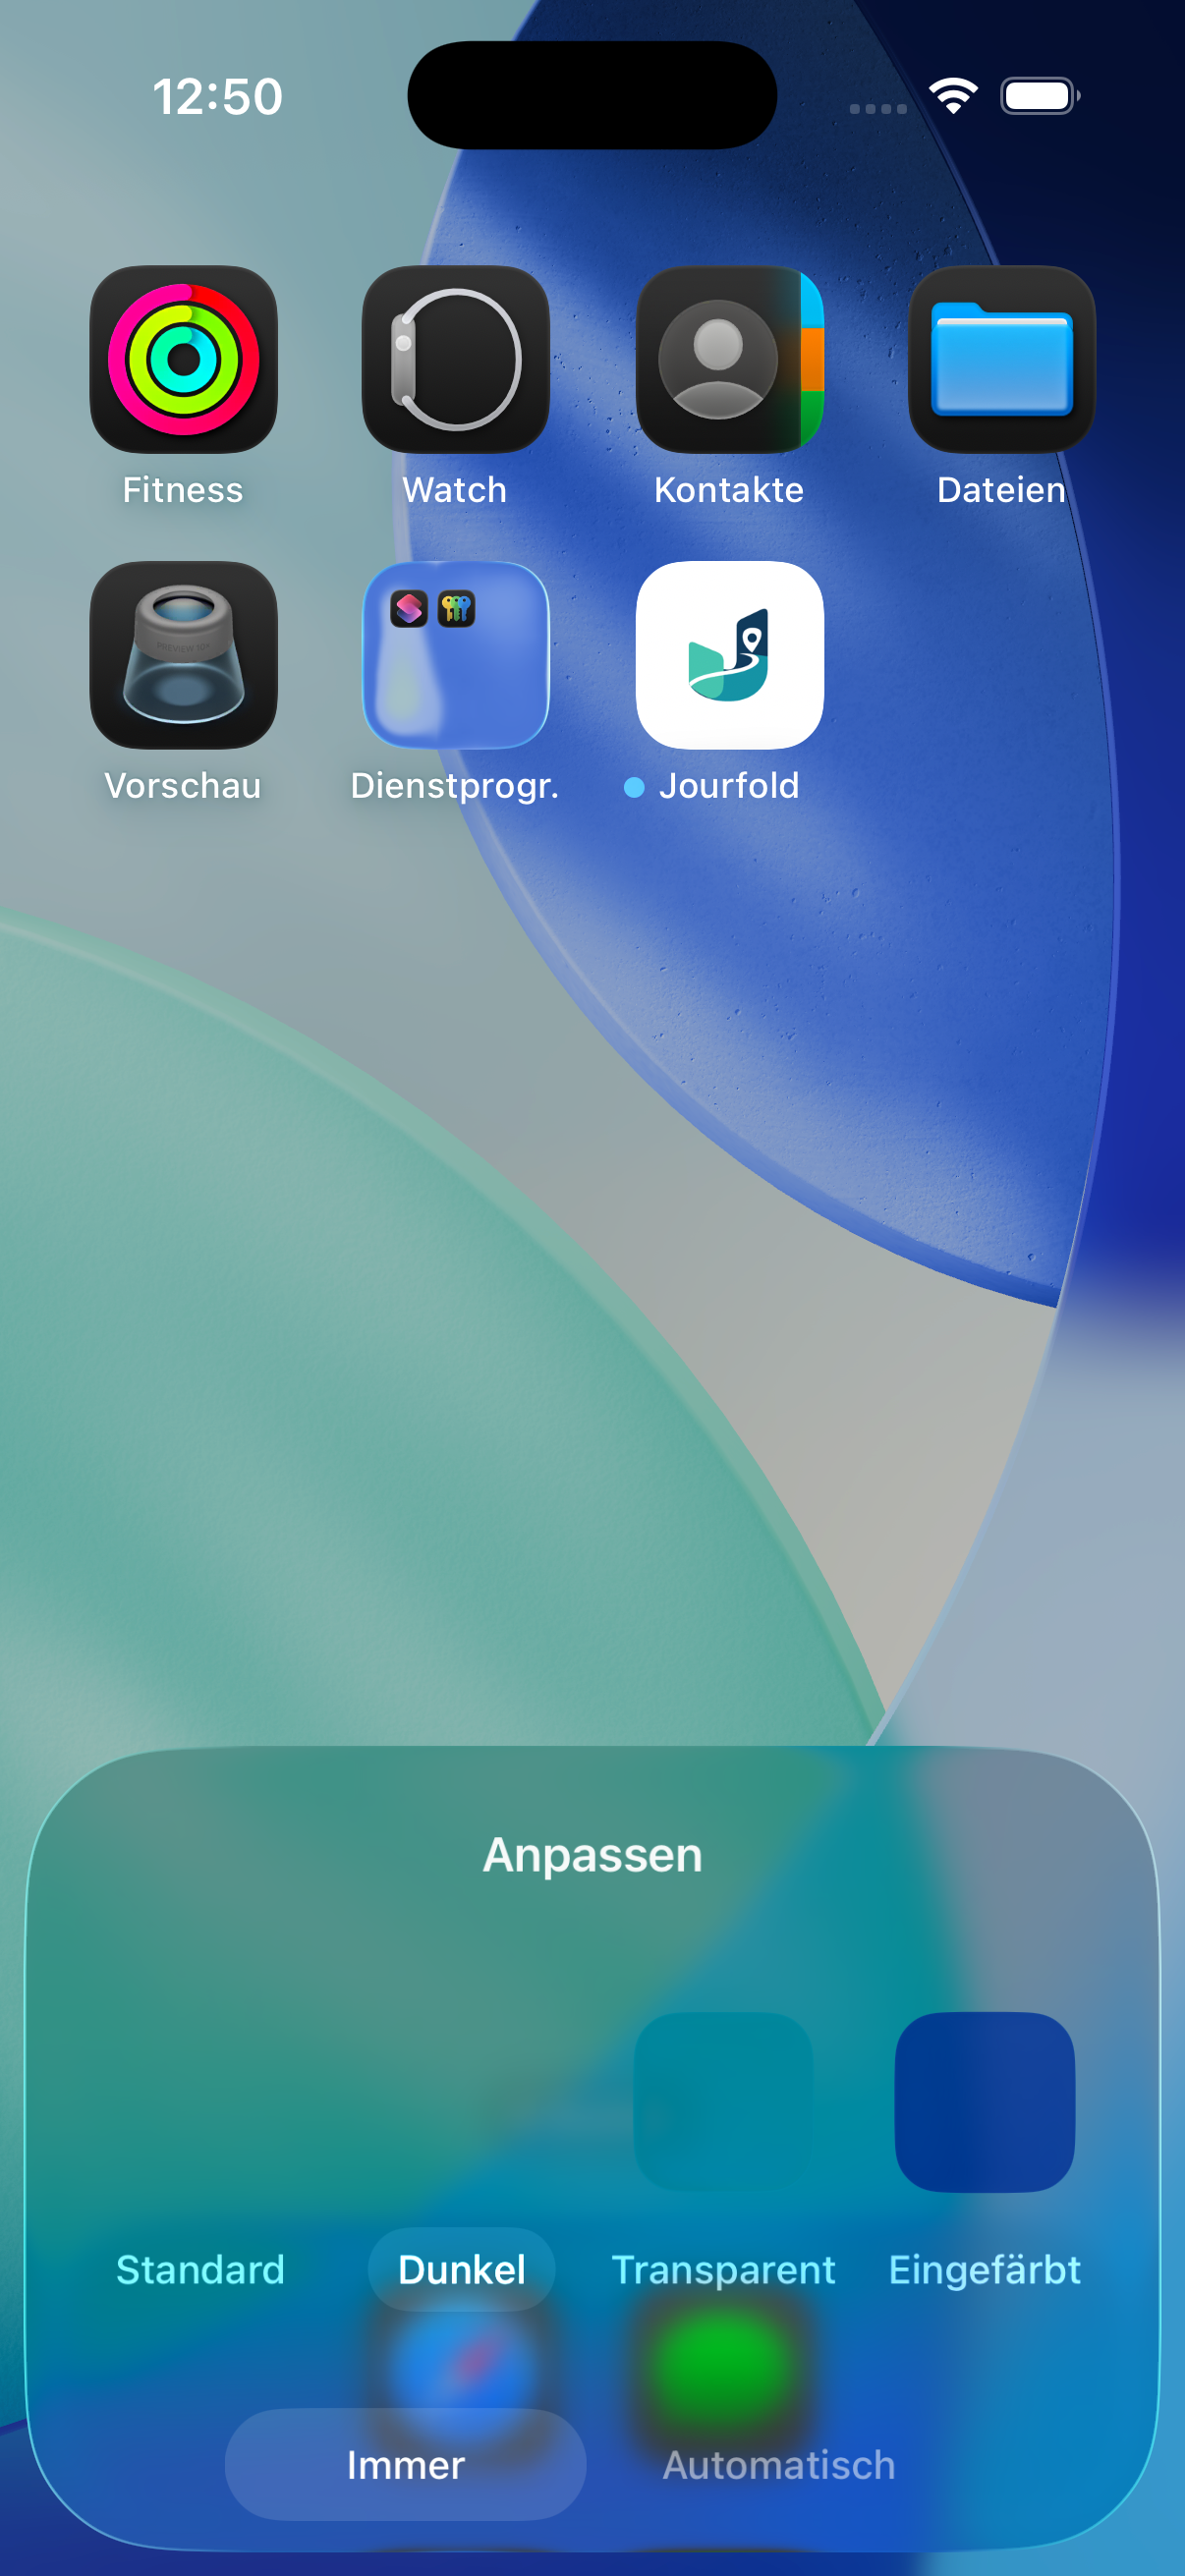 12:50
Fitness
Watch
Kontakte
Dateien
Vorschau
Dienstprogr.
Jourfold
Anpassen
Standard
Dunkel
Transparent
Eingefärbt
Immer
Automatisch